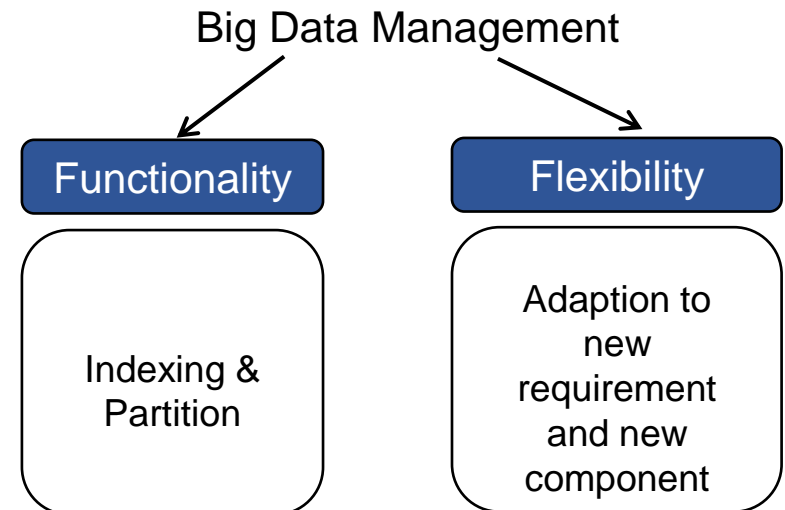 Big Data Management
Functionality
Flexibility
Indexing &
Partition
Adaption to
new
requirement
and new
component